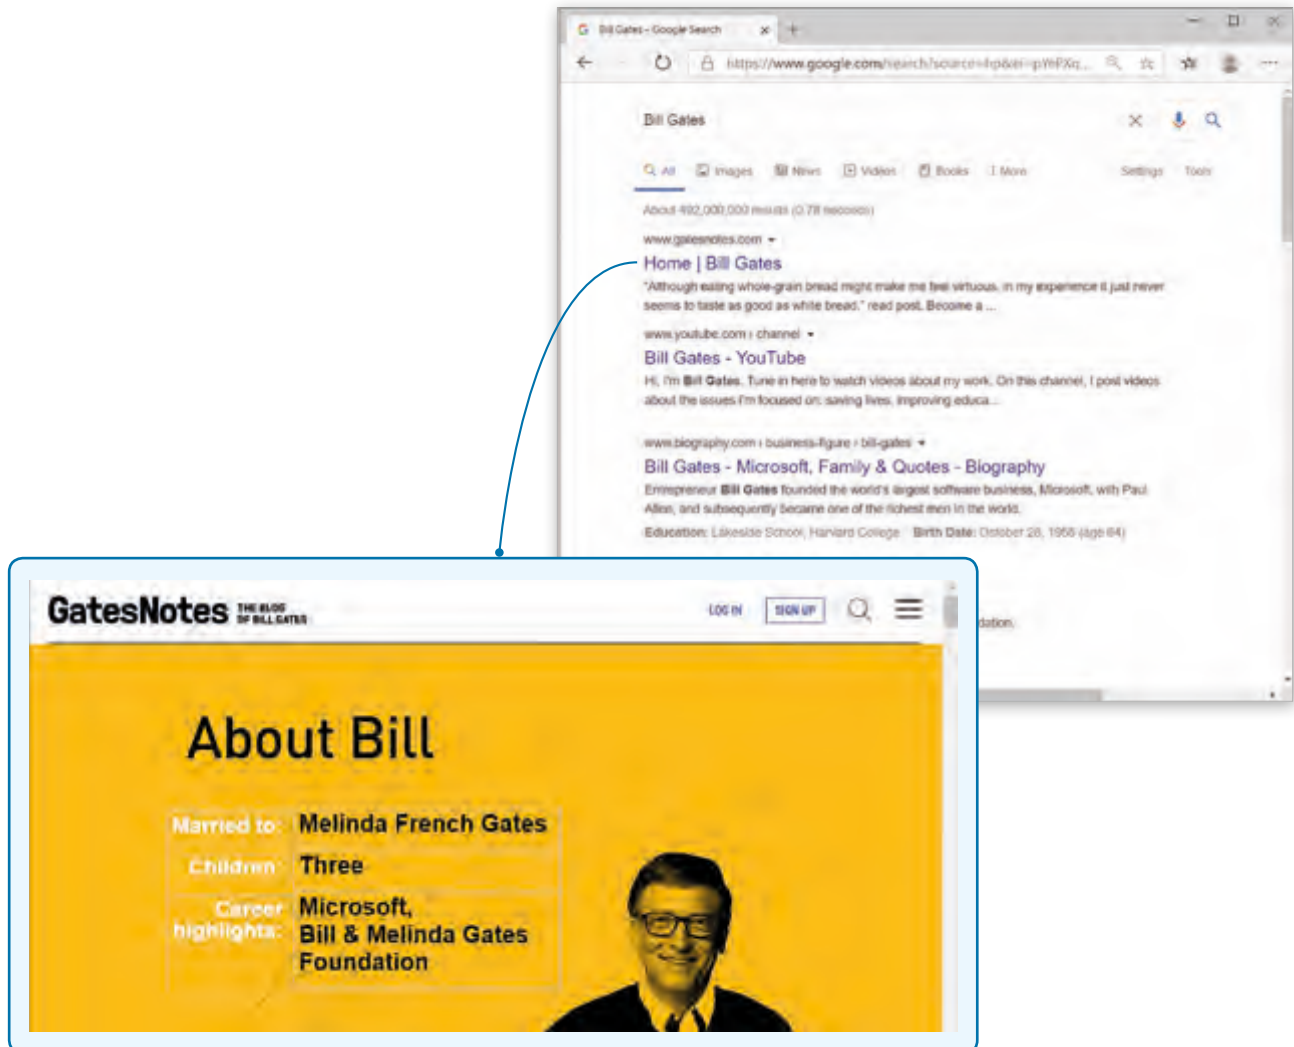 Bill Gates - Google Search
https://www.google.com/search?source=hp&ei=pYhPXq...
Bill Gates
All Images News Videos Books More Settings Tools
About 492,000,000 results (0.78 seconds)
www.gatesnotes.com
Home | Bill Gates
"Although eating whole-grain bread might make me feel virtuous, in my experience it just never
seems to taste as good as white bread." read post. Become a ...
www.youtube.com › channel
Bill Gates - YouTube
Hi, I'm Bill Gates. Tune in here to watch videos about my work. On this channel, I post videos
about the issues I'm focused on: saving lives, improving educa...
www.biography.com › business-figure › bill-gates
Bill Gates - Microsoft, Family & Quotes - Biography
Entrepreneur Bill Gates founded the world's largest software business, Microsoft, with Paul
Allen, and subsequently became one of the richest men in the world.
Education: Lakeside School, Harvard College Birth Date: October 28, 1955 (age 64)
dation.
GatesNotes THE BLOG OF BILL GATES
LOG IN SIGN UP
About Bill
Married to: Melinda French Gates
Children: Three
Career highlights: Microsoft,
Bill & Melinda Gates
Foundation